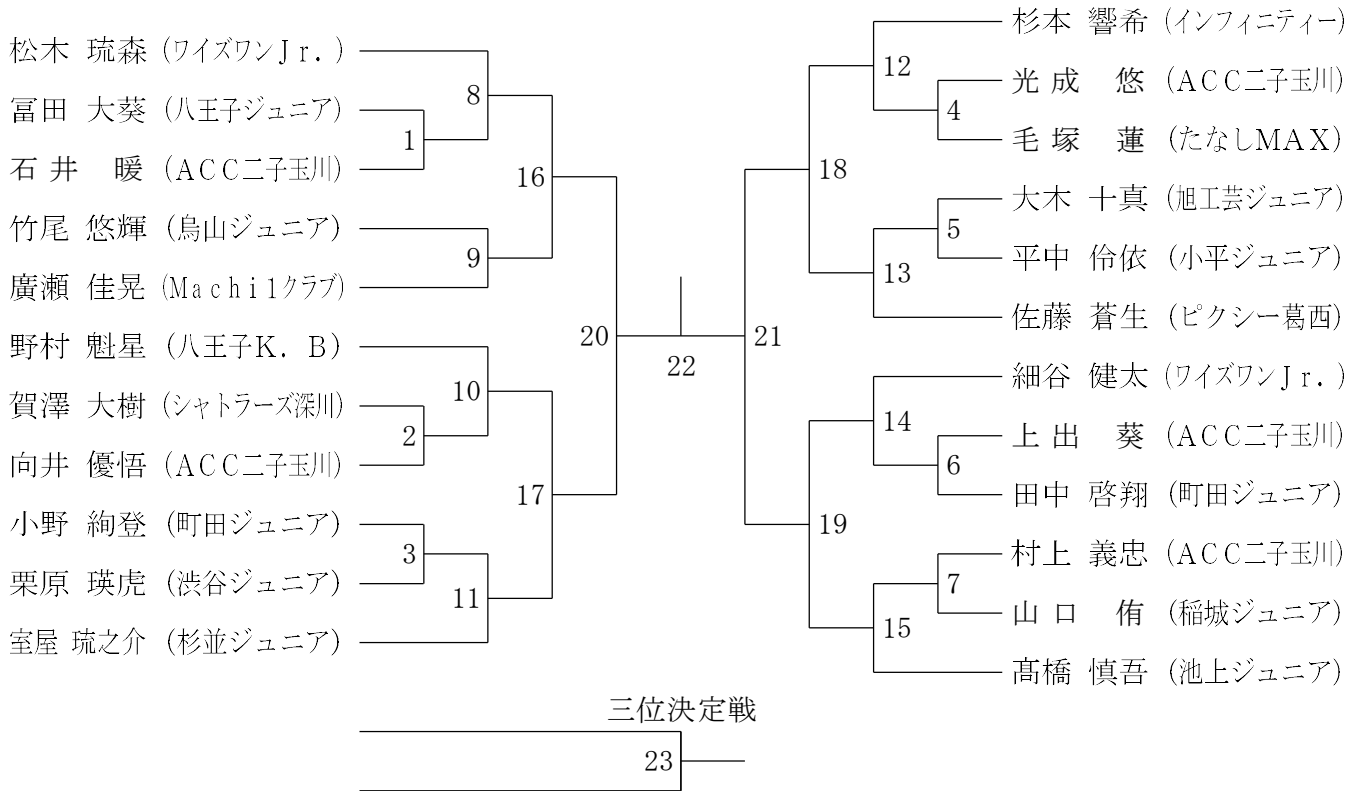 松木 琉森 (ワイズワンJr.)
冨田 大葵 (八王子ジュニア)
石井 暖 (ACC二子玉川)
竹尾 悠輝 (烏山ジュニア)
廣瀬 佳晃 (Machi1クラブ)
野村 魁星 (八王子K.B)
賀澤 大樹 (シャトラーズ深川)
向井 優悟 (ACC二子玉川)
小野 絢登 (町田ジュニア)
栗原 瑛虎 (渋谷ジュニア)
室屋 琉之介 (杉並ジュニア)
1
2
3
8
9
10
11
16
17
20
22
21
18
19
12
13
14
15
4
5
6
7
杉本 響希 (インフィニティー)
光成 悠 (ACC二子玉川)
毛塚 蓮 (たなしMAX)
大木 十真 (旭工芸ジュニア)
平中 伶依 (小平ジュニア)
佐藤 蒼生 (ピクシー葛西)
細谷 健太 (ワイズワンJr.)
上出 葵 (ACC二子玉川)
田中 啓翔 (町田ジュニア)
村上 義忠 (ACC二子玉川)
山口 侑 (稲城ジュニア)
髙橋 慎吾 (池上ジュニア)
三位決定戦
23